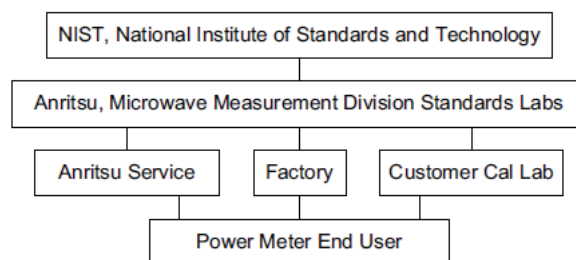 NIST, National Institute of Standards and Technology
Anritsu, Microwave Measurement Division Standards Labs
Anritsu Service
Factory
Customer Cal Lab
Power Meter End User